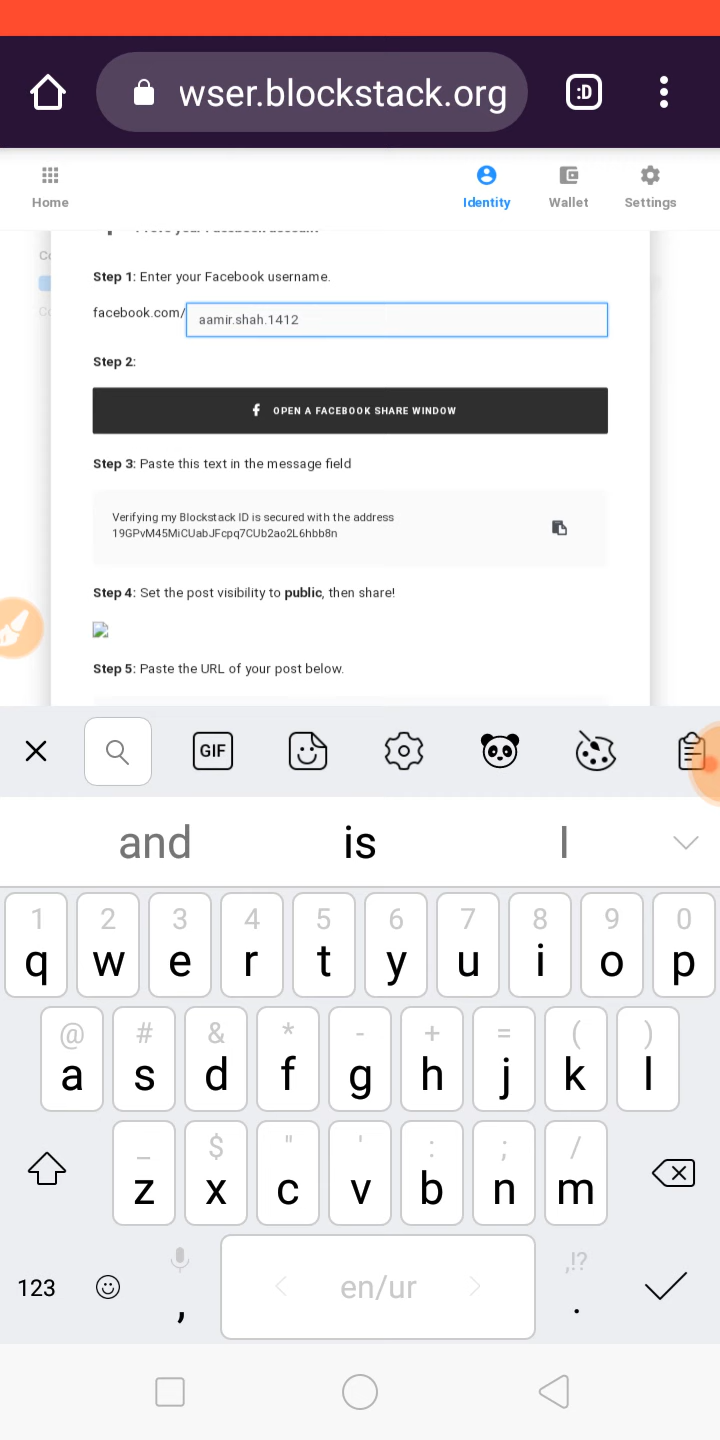 wser.blockstack.org
:D
Home
Identity
Wallet
Settings
Step 1: Enter your Facebook username.
facebook.com/
aamir.shah.1412
Step 2:
OPEN A FACEBOOK SHARE WINDOW
Step 3: Paste this text in the message field
Verifying my Blockstack ID is secured with the address
19GPvM45MiCUabJFcpq7CUb2ao2L6hbb8n
Step 4: Set the post visibility to public, then share!
Step 5: Paste the URL of your post below.
GIF
and is I
1 2 3 4 5 6 7 8 9 0
q w e r t y u i o p
@ # & * - + = ( )
a s d f g h j k l
_ $ " ' : ; /
z x c v b n m
,!?
123 , en/ur .